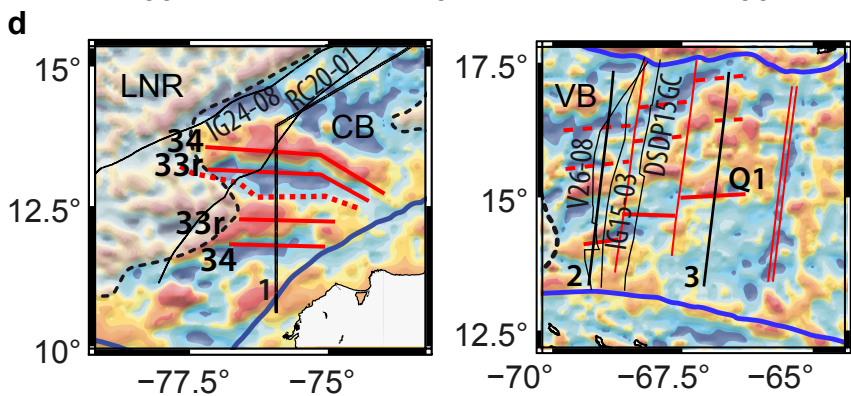 d
15°
12.5°
10°
LNR
IG24-08
RC20-01
CB
34
33r
33r
34
1
−77.5°
−75°
17.5°
15°
12.5°
VB
V26-08
IG15-03
DSDP15GC
Q1
2
3
−70°
−67.5°
−65°